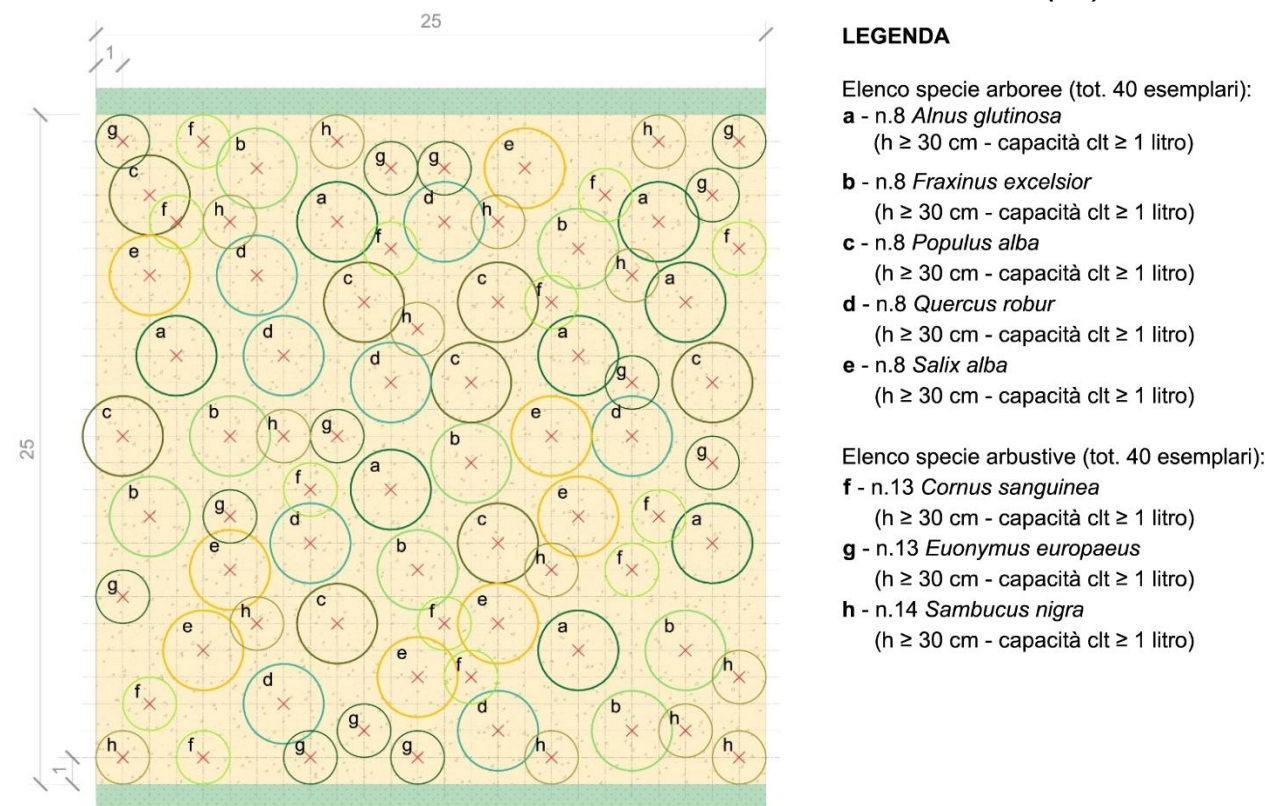 25
1
25
1
g f h h g
b e
g g
c
f g
a a
f h d h
b
f f
e d
h
c c a
f
h
a d a
d c c
g
c b e d
h g
b
g
a
f
b e
g f
d c a
e b
h f
g
c e
h f
e a b
e
f h
d
f
d b
g h
h f g g h h
LEGENDA
Elenco specie arboree (tot. 40 esemplari):
a - n.8 Alnus glutinosa
(h ≥ 30 cm - capacità clt ≥ 1 litro)
b - n.8 Fraxinus excelsior
(h ≥ 30 cm - capacità clt ≥ 1 litro)
c - n.8 Populus alba
(h ≥ 30 cm - capacità clt ≥ 1 litro)
d - n.8 Quercus robur
(h ≥ 30 cm - capacità clt ≥ 1 litro)
e - n.8 Salix alba
(h ≥ 30 cm - capacità clt ≥ 1 litro)
Elenco specie arbustive (tot. 40 esemplari):
f - n.13 Cornus sanguinea
(h ≥ 30 cm - capacità clt ≥ 1 litro)
g - n.13 Euonymus europaeus
(h ≥ 30 cm - capacità clt ≥ 1 litro)
h - n.14 Sambucus nigra
(h ≥ 30 cm - capacità clt ≥ 1 litro)